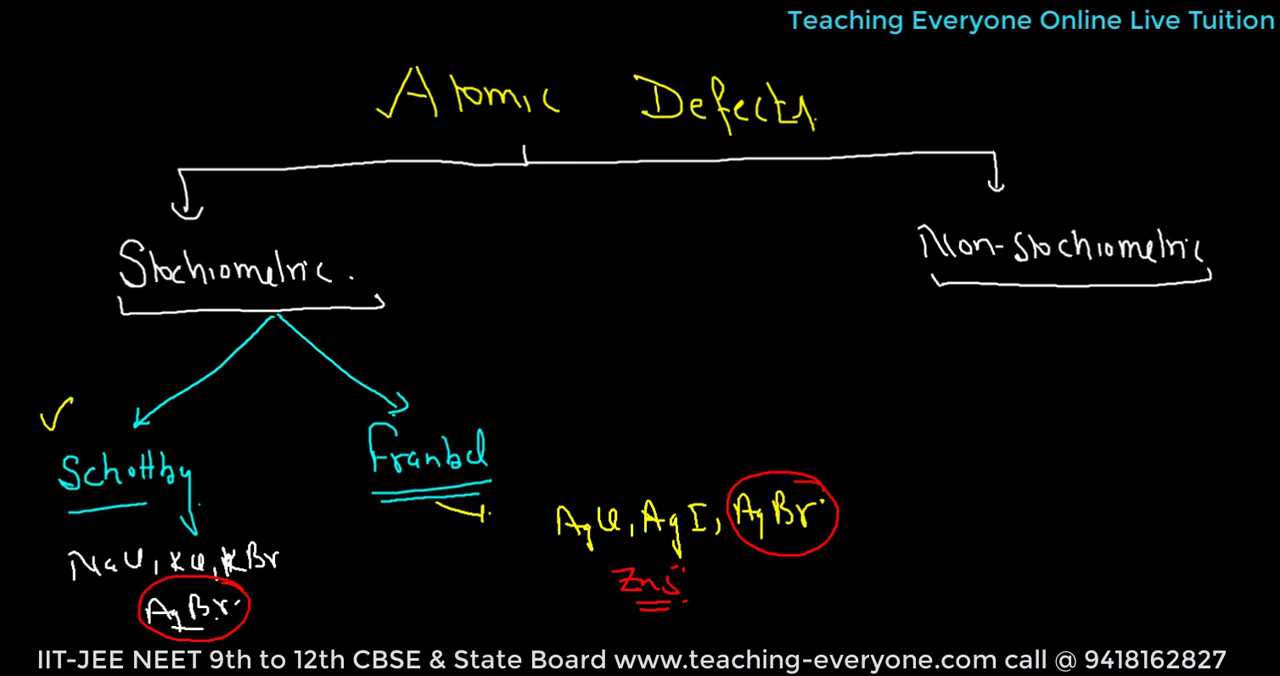 Teaching Everyone Online Live Tuition
Atomic Defects.
Stochiometric.
Non-Stochiometric
Schottky
Frankel
AgCl, AgI, AgBr
ZnS
NaCl, KCl, KBr
AgBr
IIT-JEE NEET 9th to 12th CBSE & State Board www.teaching-everyone.com call @ 9418162827